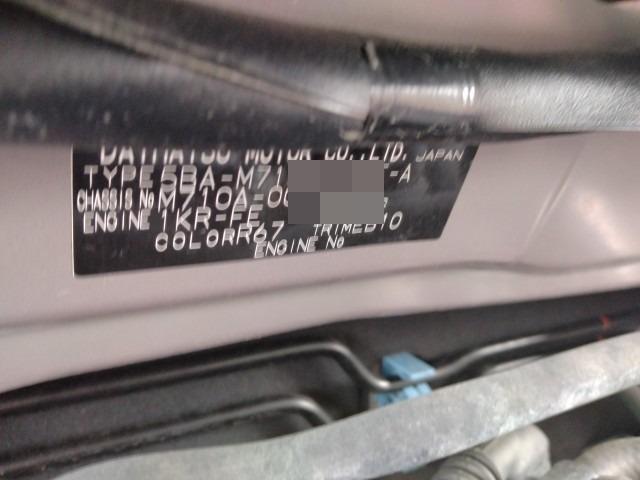 DAIHATSU MOTOR CO.,LTD. JAPAN
TYPE 5BA-M71 -A
CHASSIS NO M710A-00
ENGINE 1KR-FE
COLOR R67 TRIM EB10
ENGINE NO